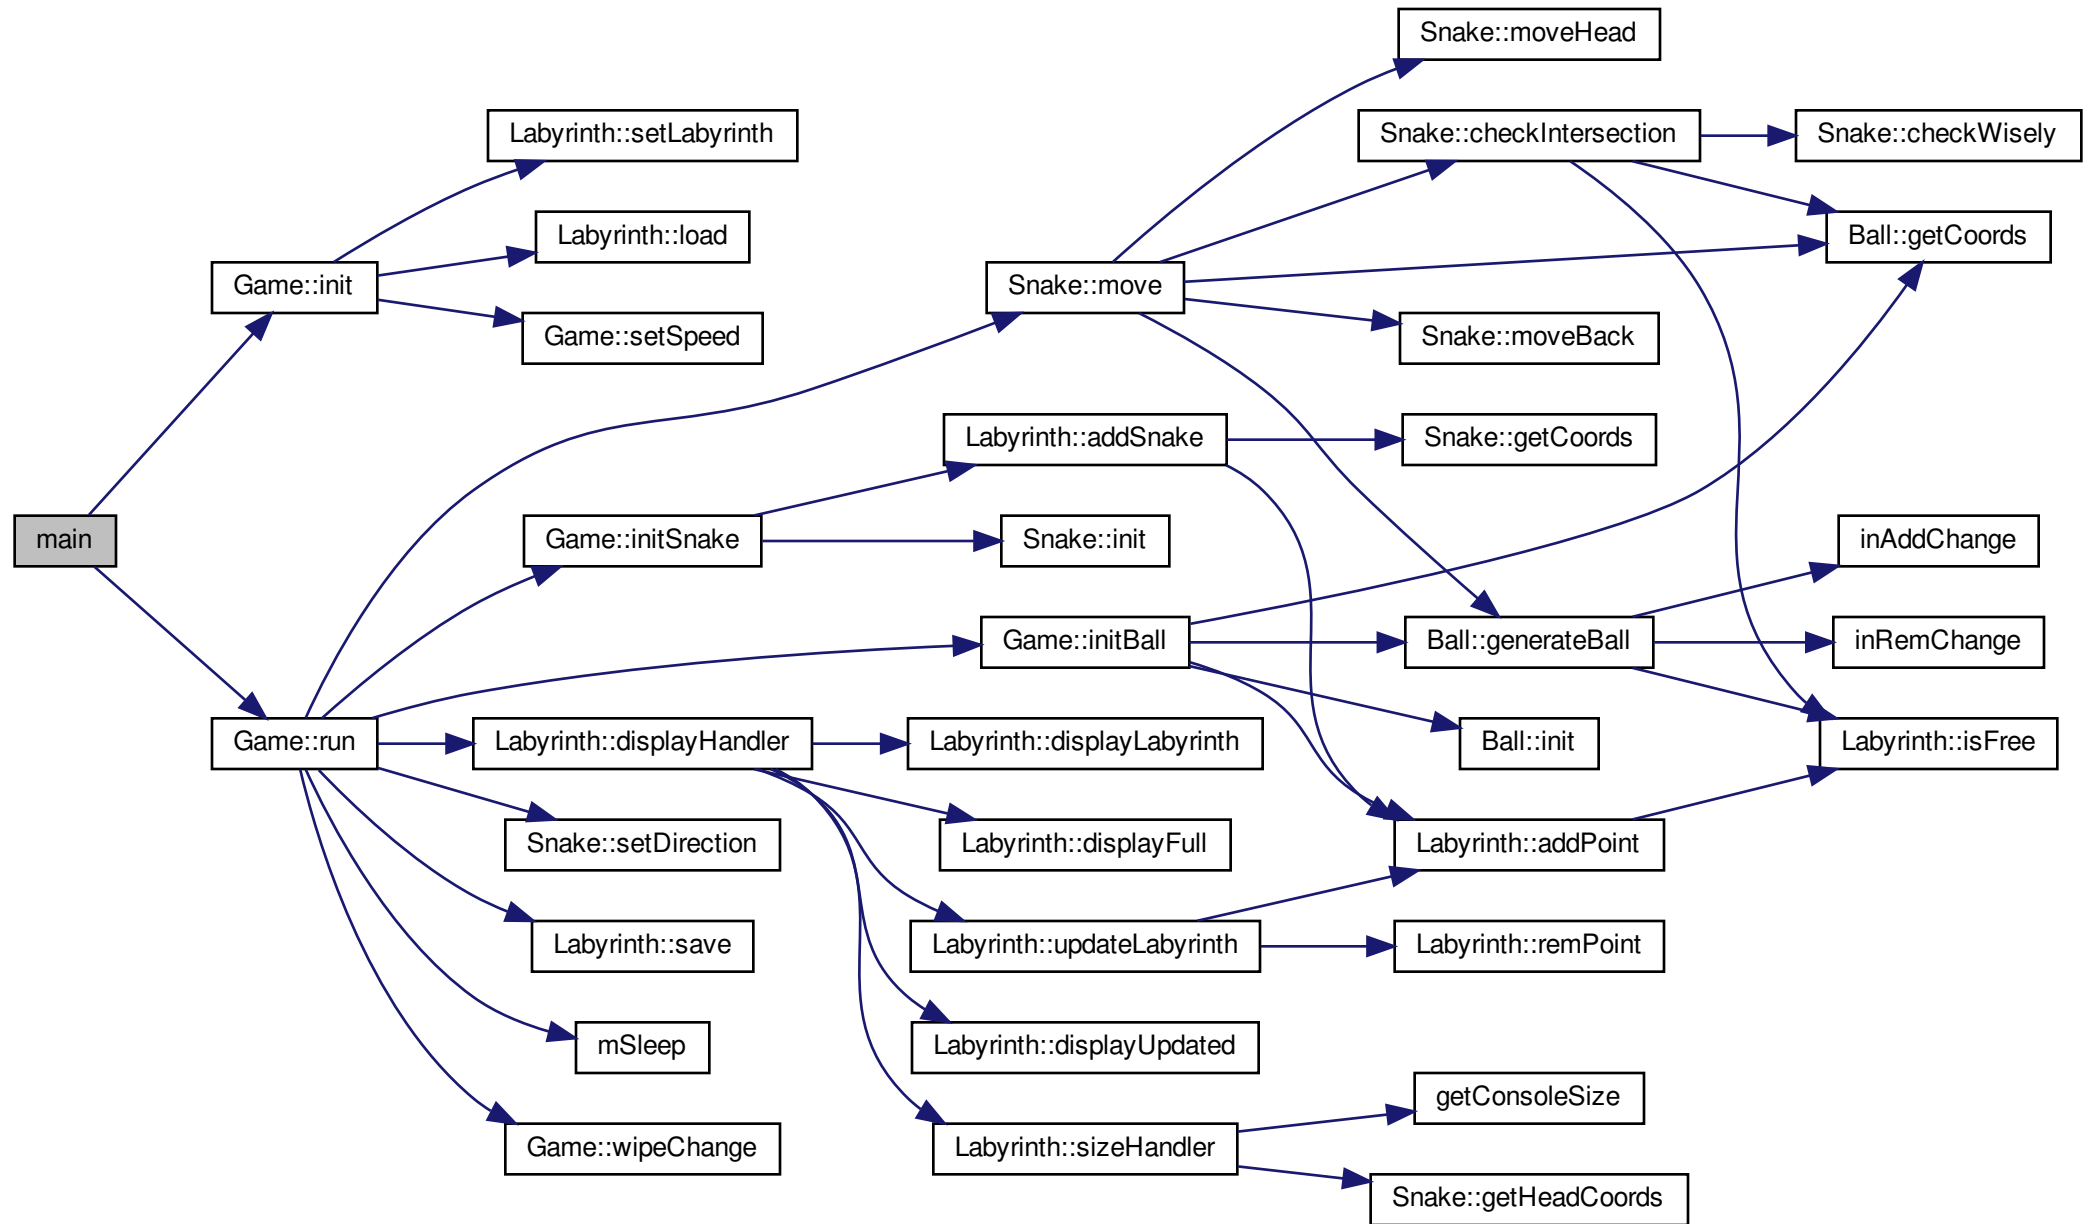 Snake::moveHead
Labyrinth::setLabyrinth
Snake::checkIntersection
Snake::checkWisely
Labyrinth::load
Ball::getCoords
Game::init
Snake::move
Game::setSpeed
Snake::moveBack
Labyrinth::addSnake
Snake::getCoords
main
Game::initSnake
Snake::init
inAddChange
Game::initBall
Ball::generateBall
inRemChange
Game::run
Labyrinth::displayHandler
Labyrinth::displayLabyrinth
Ball::init
Labyrinth::isFree
Snake::setDirection
Labyrinth::displayFull
Labyrinth::addPoint
Labyrinth::save
Labyrinth::updateLabyrinth
Labyrinth::remPoint
mSleep
Labyrinth::displayUpdated
getConsoleSize
Game::wipeChange
Labyrinth::sizeHandler
Snake::getHeadCoords